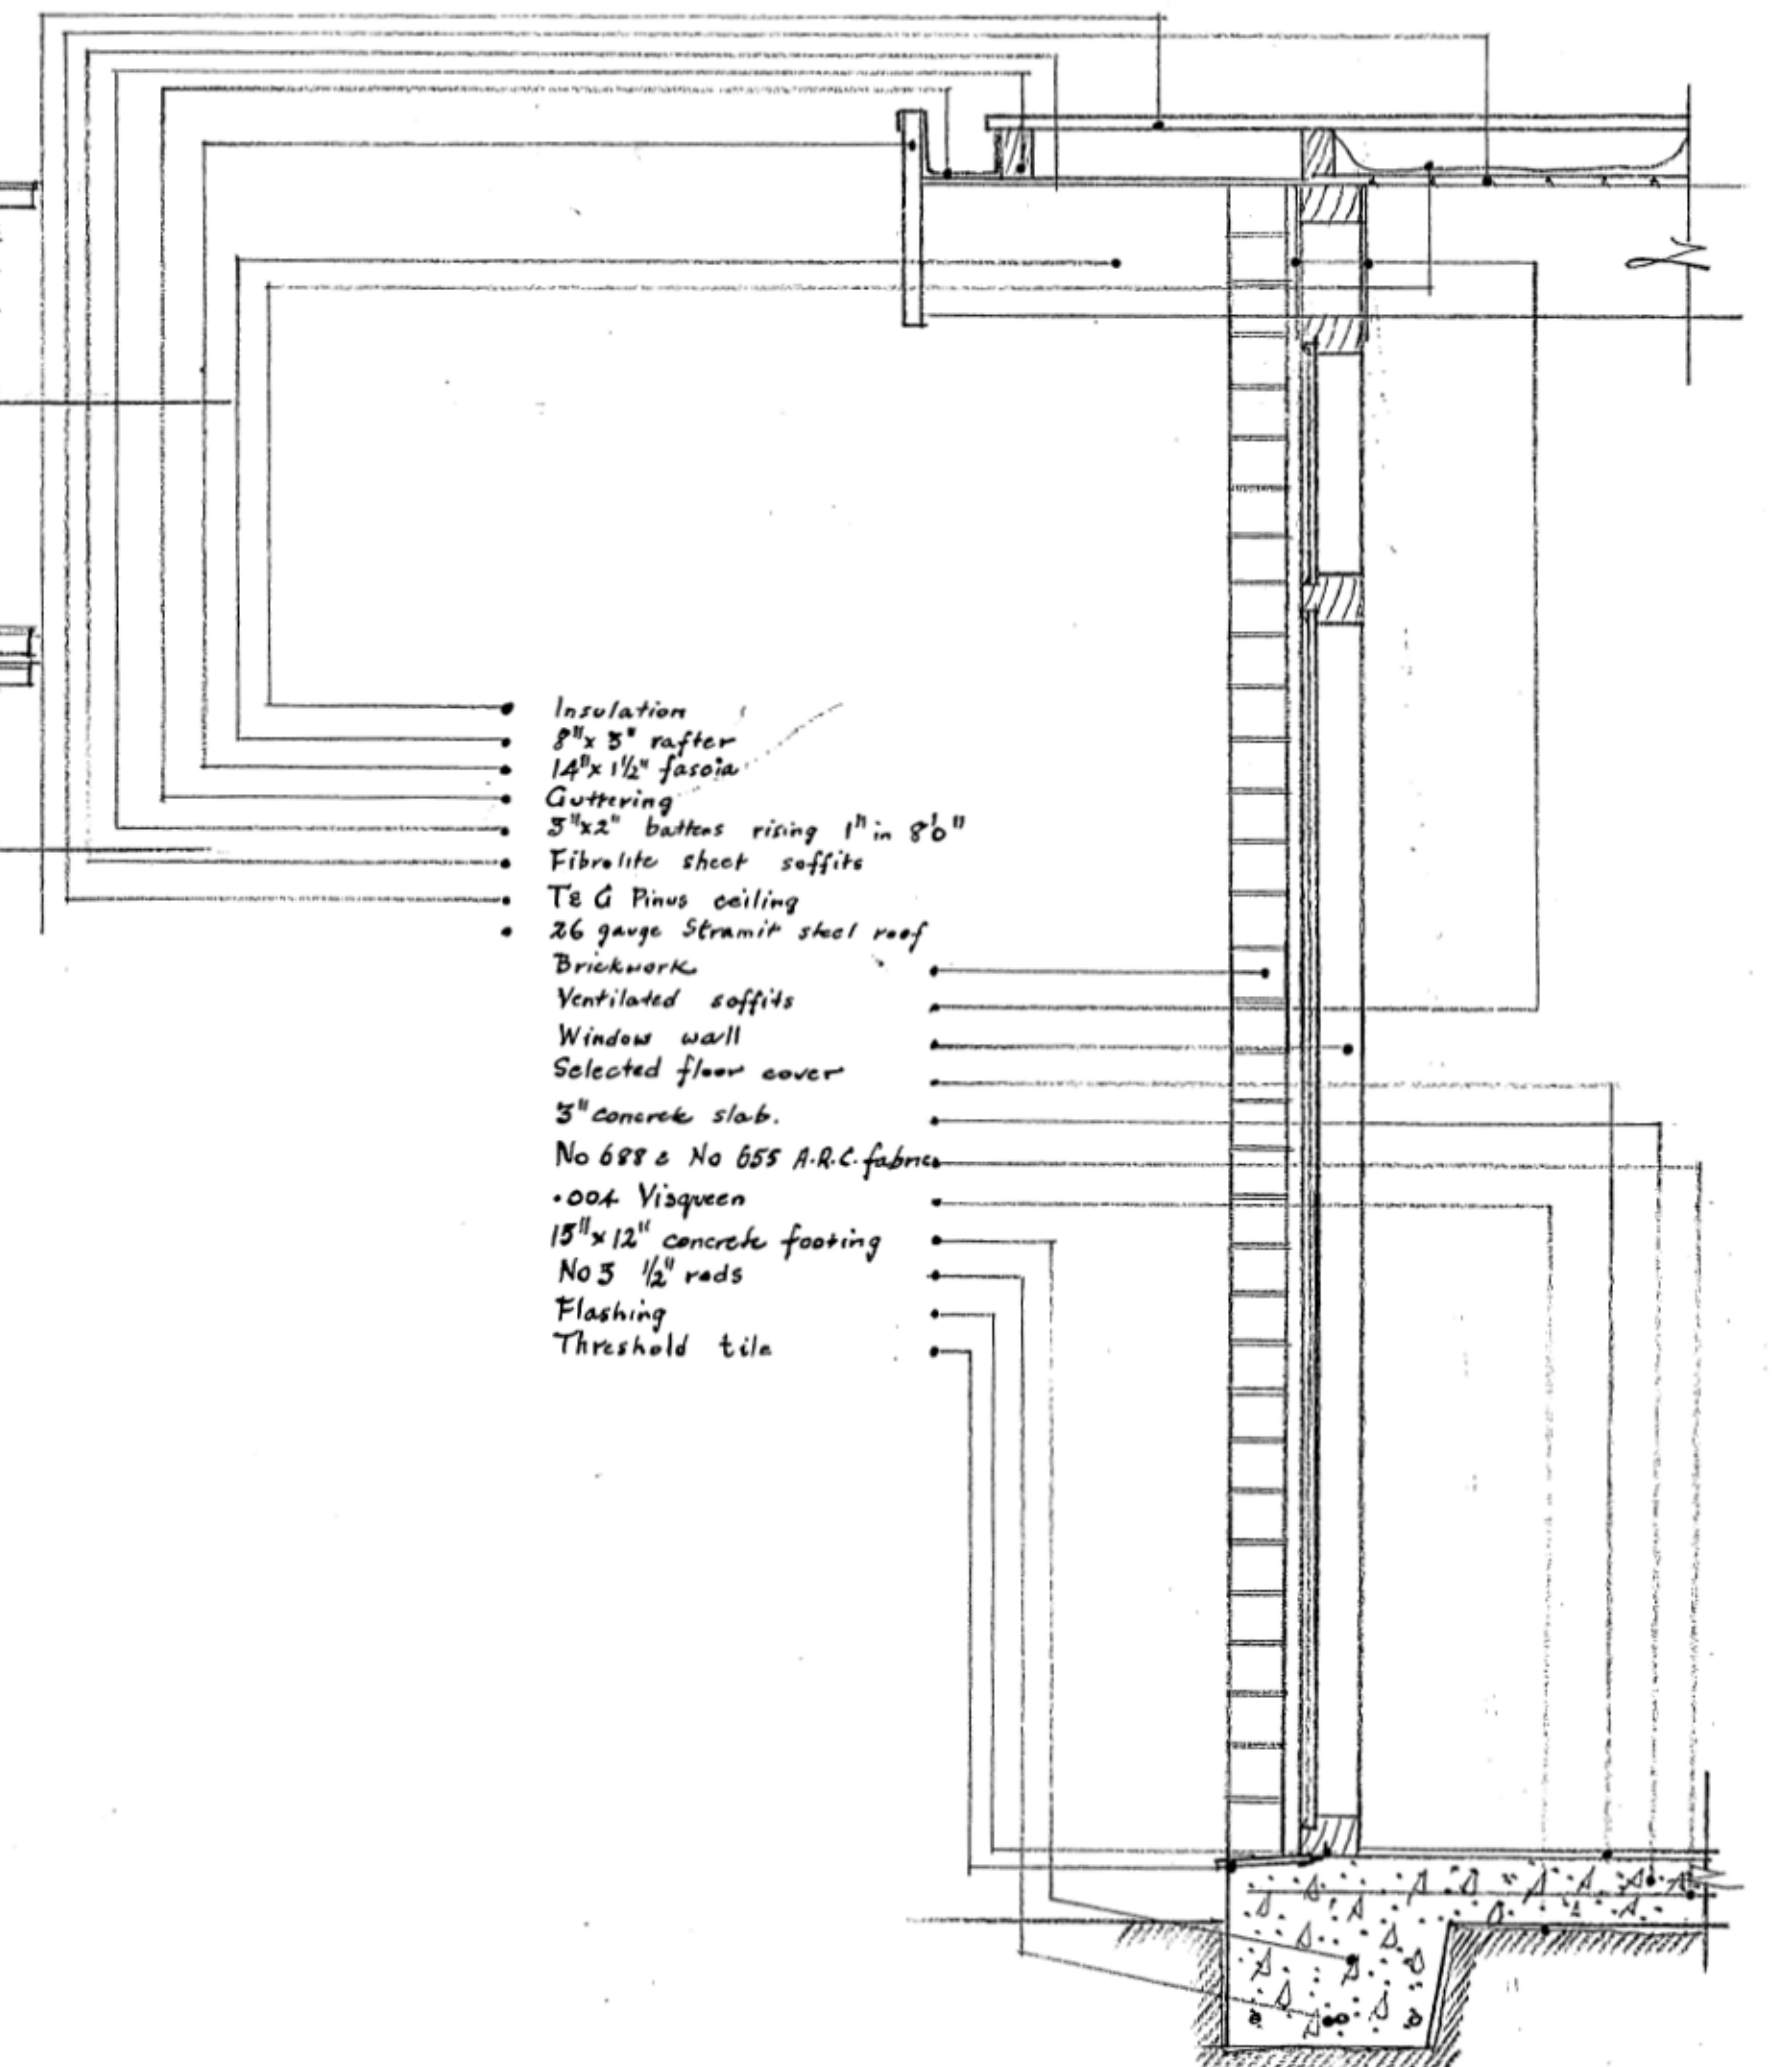 Insulation
8"x 3" rafter
14"x 1½" fascia
Guttering
3"x2" battens rising 1" in 8'0"
Fibrolite sheet soffits
T & G Pinus ceiling
26 gauge Stramit steel roof
Brickwork
Ventilated soffits
Window wall
Selected floor cover
3" concrete slab.
No 688 & No 655 A.R.C. fabric
.004 Visqueen
15"x 12" concrete footing
No 3 ½" rods
Flashing
Threshold tile